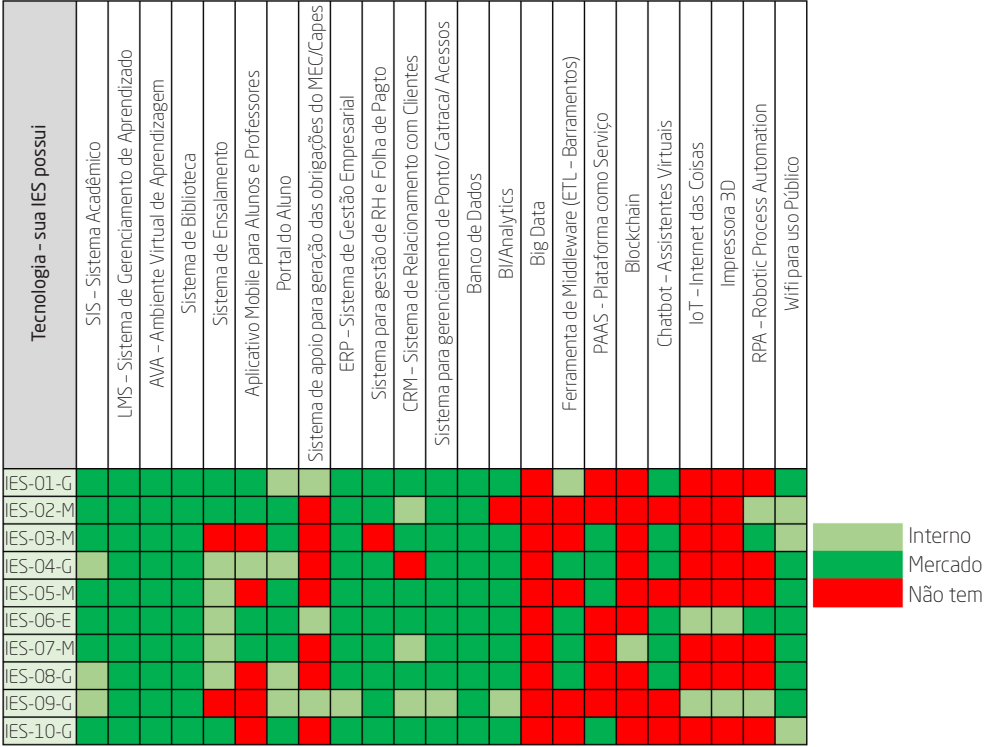 Tecnologia – sua IES possui
SIS – Sistema Acadêmico
LMS – Sistema de Gerenciamento de Aprendizado
AVA – Ambiente Virtual de Aprendizagem
Sistema de Biblioteca
Sistema de Ensalamento
Aplicativo Mobile para Alunos e Professores
Portal do Aluno
Sistema de apoio para geração das obrigações do MEC/Capes
ERP – Sistema de Gestão Empresarial
Sistema para gestão de RH e Folha de Pagto
CRM – Sistema de Relacionamento com Clientes
Sistema para gerenciamento de Ponto/ Catraca/ Acessos
Banco de Dados
BI/Analytics
Big Data
Ferramenta de Middleware (ETL – Barramentos)
PAAS - Plataforma como Serviço
Blockchain
Chatbot – Assistentes Virtuais
IoT – Internet das Coisas
Impressora 3D
RPA – Robotic Process Automation
Wifi para uso Público
IES-01-G
IES-02-M
IES-03-M
IES-04-G
IES-05-M
IES-06-E
IES-07-M
IES-08-G
IES-09-G
IES-10-G
Interno
Mercado
Não tem